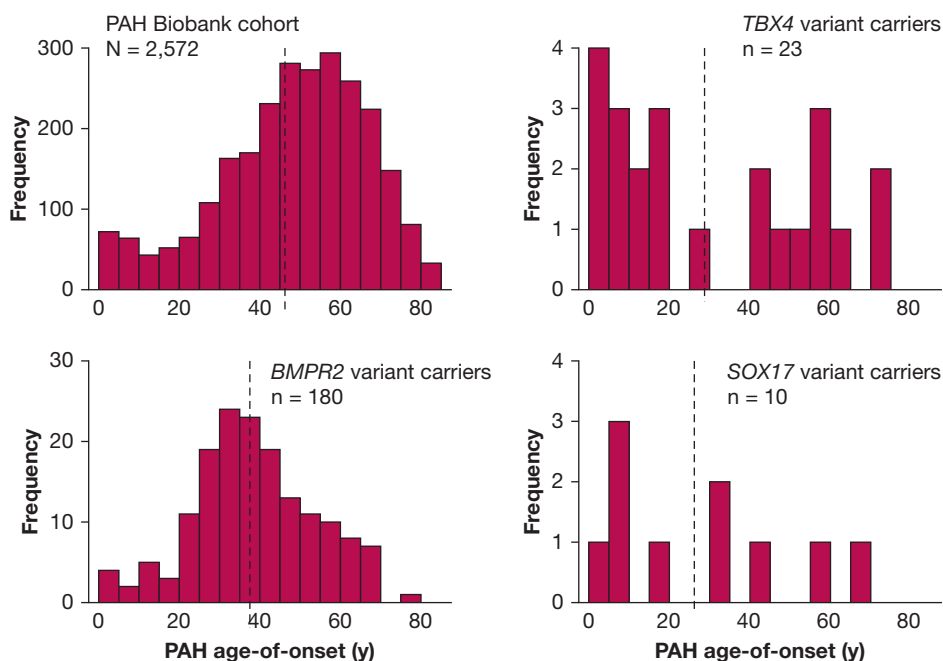 PAH Biobank cohort
N = 2,572
300
200
100
0
Frequency
0 20 40 60 80
TBX4 variant carriers
n = 23
4
3
2
1
0
Frequency
0 20 40 60 80
BMPR2 variant carriers
n = 180
30
20
10
0
Frequency
0 20 40 60 80
PAH age-of-onset (y)
SOX17 variant carriers
n = 10
4
3
2
1
0
Frequency
0 20 40 60 80
PAH age-of-onset (y)